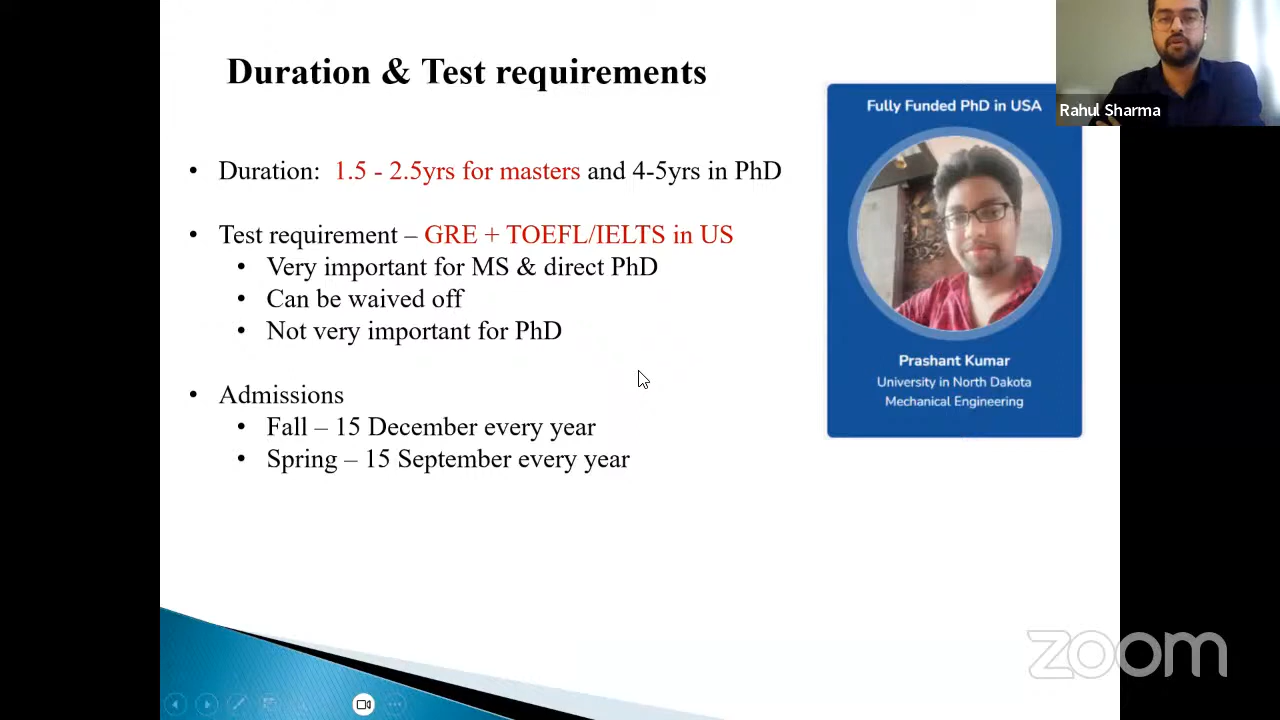 Duration & Test requirements
• Duration: 1.5 - 2.5yrs for masters and 4-5yrs in PhD
• Test requirement – GRE + TOEFL/IELTS in US
• Very important for MS & direct PhD
• Can be waived off
• Not very important for PhD
• Admissions
• Fall – 15 December every year
• Spring – 15 September every year
Fully Funded PhD in USA
Prashant Kumar
University in North Dakota
Mechanical Engineering
Rahul Sharma
zoom